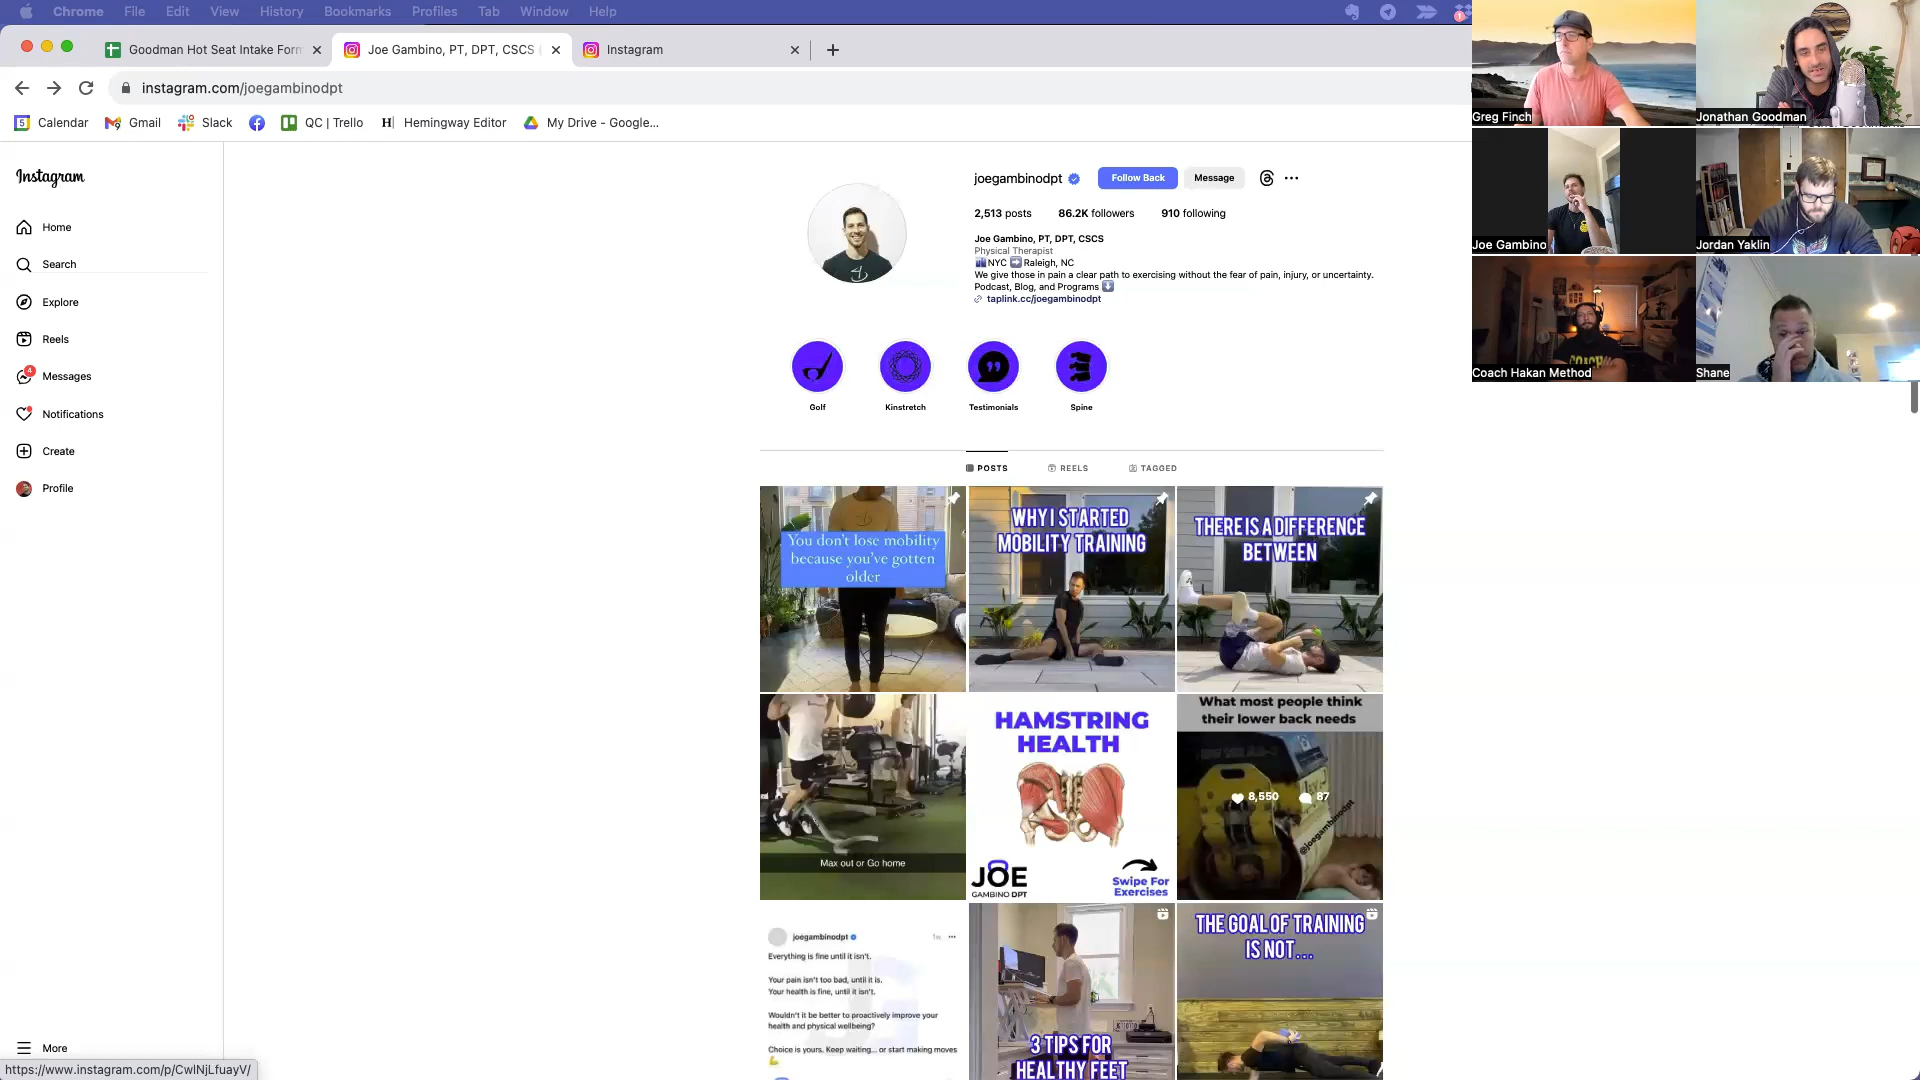 Chrome File Edit View History Bookmarks Profiles Tab Window Help
1
Goodman Hot Seat Intake Form
Joe Gambino, PT, DPT, CSCS (
Instagram
instagram.com/joegambinodpt
5 Calendar
Gmail
Slack
QC | Trello
H Hemingway Editor
My Drive - Google...
Instagram
Home
Search
Explore
Reels
4
Messages
Notifications
Create
Profile
More
https://www.instagram.com/p/CwlNjLfuayV/
joegambinodpt
Follow Back
Message
2,513 posts 86.2K followers 910 following
Joe Gambino, PT, DPT, CSCS
Physical Therapist
NYC ➡️ Raleigh, NC
We give those in pain a clear path to exercising without the fear of pain, injury, or uncertainty.
Podcast, Blog, and Programs ⬇️
taplink.cc/joegambinodpt
Golf
Kinstretch
Testimonials
Spine
POSTS REELS TAGGED
You don't lose mobility
because you've gotten
older
WHY I STARTED
MOBILITY TRAINING
THERE IS A DIFFERENCE
BETWEEN
Max out or Go home
HAMSTRING
HEALTH
JOE
GAMBINO DPT
Swipe For
Exercises
What most people think
their lower back needs
8,550 87
@joegambinodpt
joegambinodpt
Everything is fine until it isn't.
Your pain isn't too bad, until it is.
Your health is fine, until it isn't.
Wouldn't it be better to proactively improve your
health and physical wellbeing?
Choice is yours, Keep waiting... or start making moves
💪
3 TIPS FOR
HEALTHY FEET
THE GOAL OF TRAINING
IS NOT...
Greg Finch
Jonathan Goodman
Joe Gambino
Jordan Yaklin
Coach Hakan Method
Shane